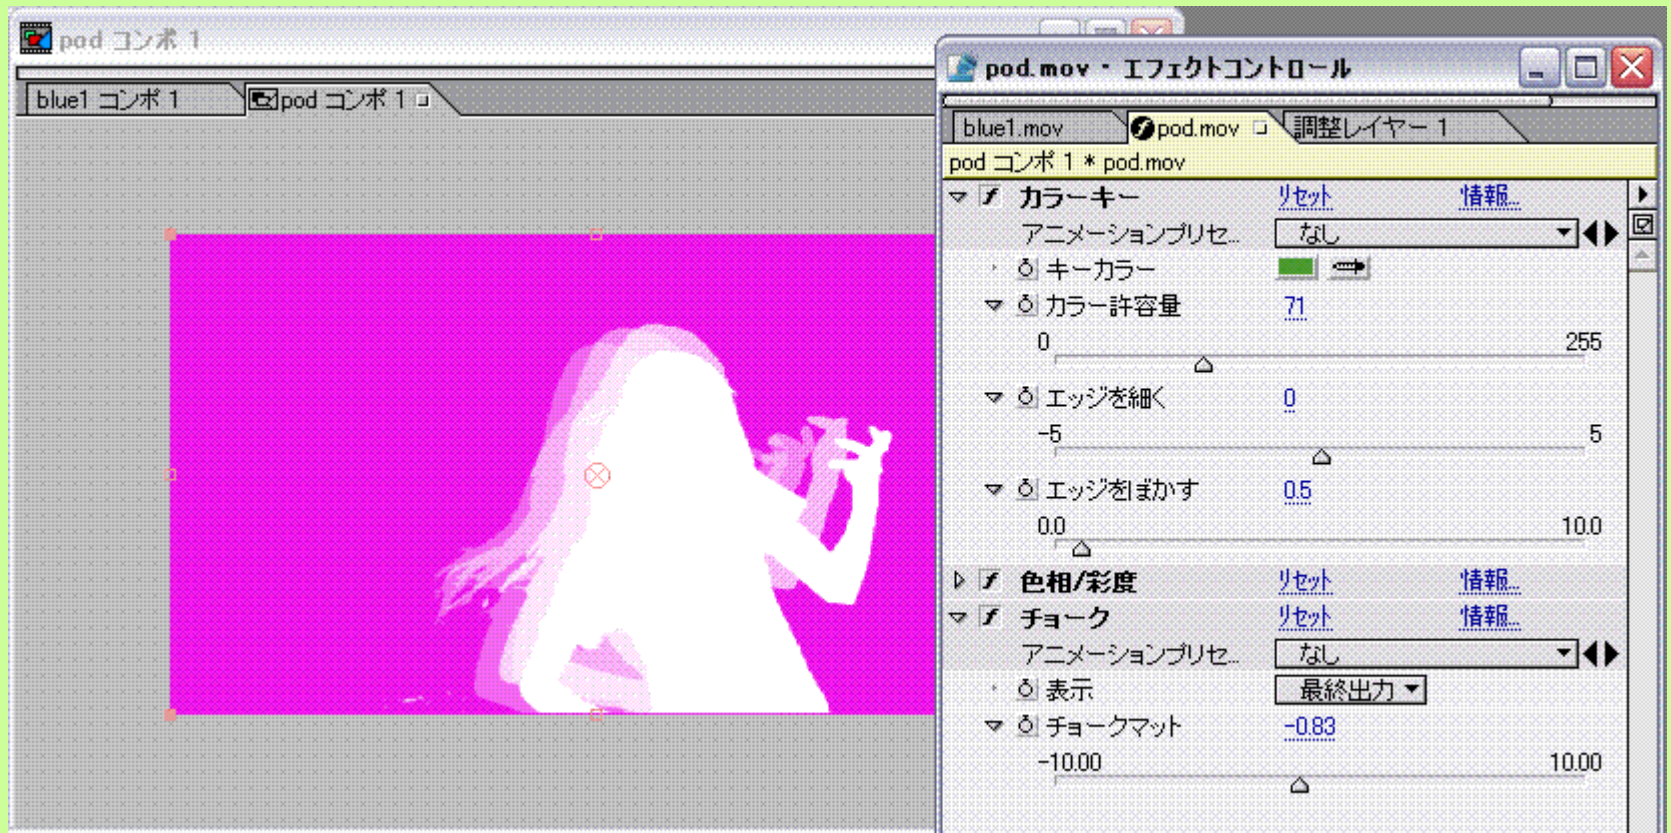 pod コンポ 1
blue1 コンポ 1
pod コンポ 1
pod.mov・エフェクトコントロール
blue1.mov
pod.mov
調整レイヤー 1
pod コンポ 1 * pod.mov
カラーキー リセット 情報...
アニメーションプリセ... なし
キーカラー
カラー許容量 71
0 255
エッジを細く 0
-5 5
エッジをぼかす 0.5
0.0 10.0
色相/彩度 リセット 情報...
チョーク リセット 情報...
アニメーションプリセ... なし
表示 最終出力
チョークマット -0.83
-10.00 10.00